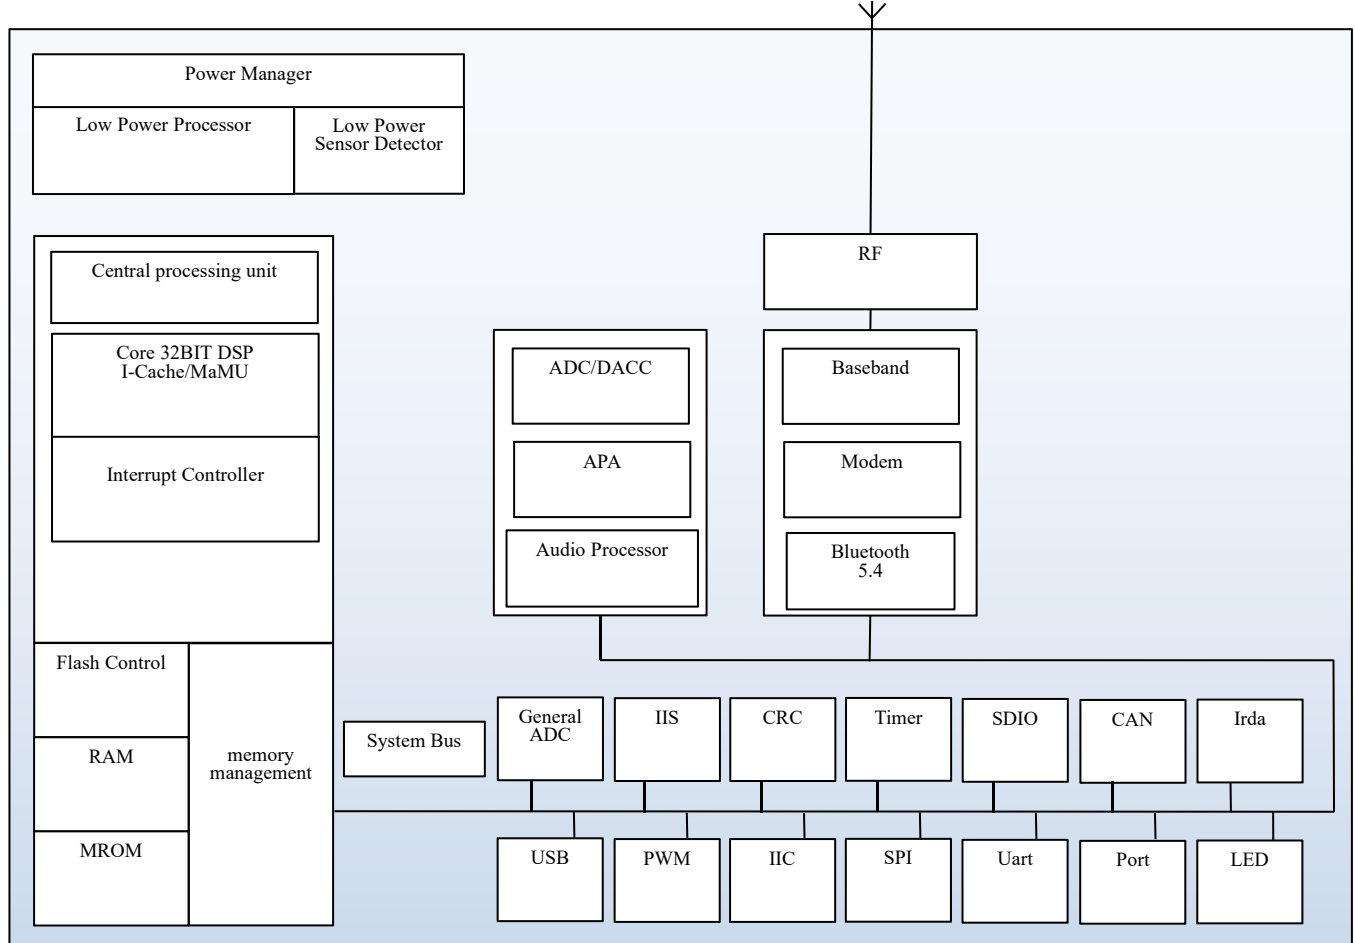 Power Manager
Low Power Processor
Low Power
Sensor Detector
Central processing unit
Core 32BIT DSP
I-Cache/MaMU
Interrupt Controller
Flash Control
RAM
MROM
memory
management
System Bus
RF
ADC/DACC
APA
Audio Processor
Baseband
Modem
Bluetooth
5.4
General
ADC
IIS
CRC
Timer
SDIO
CAN
Irda
USB
PWM
IIC
SPI
Uart
Port
LED